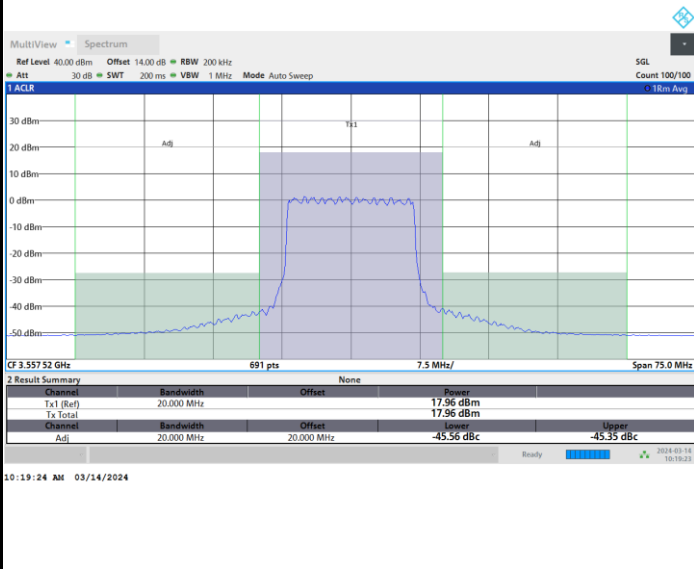 MultiView Spectrum
Ref Level 40.00 dBm Offset 14.00 dB RBW 200 kHz SGL
Att 30 dB SWT 200 ms VBW 1 MHz Mode Auto Sweep Count 100/100
1 ACLR 1Rm Avg
30 dBm
Tx1
20 dBm Adj Adj
10 dBm
0 dBm
-10 dBm
-20 dBm
-30 dBm
-40 dBm
-50 dBm
CF 3.557 52 GHz 691 pts 7.5 MHz/ Span 75.0 MHz
2 Result Summary None
Channel Bandwidth Offset Power
Tx1 (Ref) 20.000 MHz 17.96 dBm
Tx Total 17.96 dBm
Channel Bandwidth Offset Lower Upper
Adj 20.000 MHz 20.000 MHz -45.56 dBc -45.35 dBc
Ready 2024-03-14
10:19:23
10:19:24 AM 03/14/2024